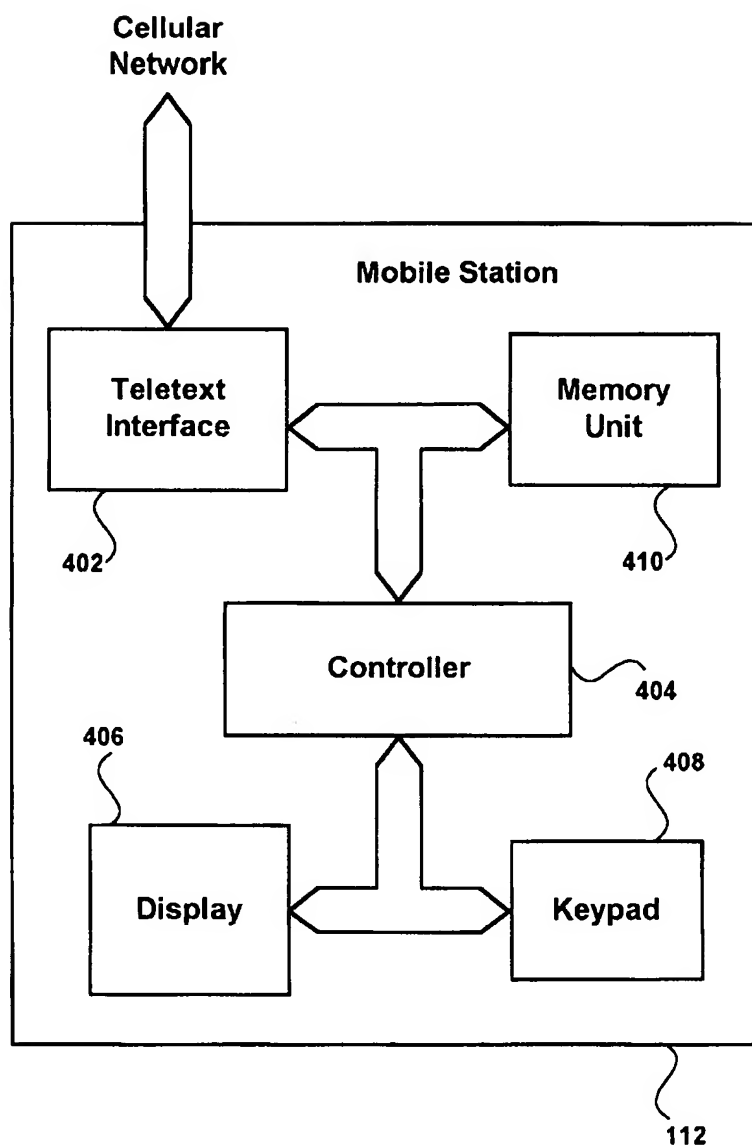 Cellular
Network
Mobile Station
Teletext
Interface
Memory
Unit
402
410
Controller
404
406
408
Display
Keypad
112